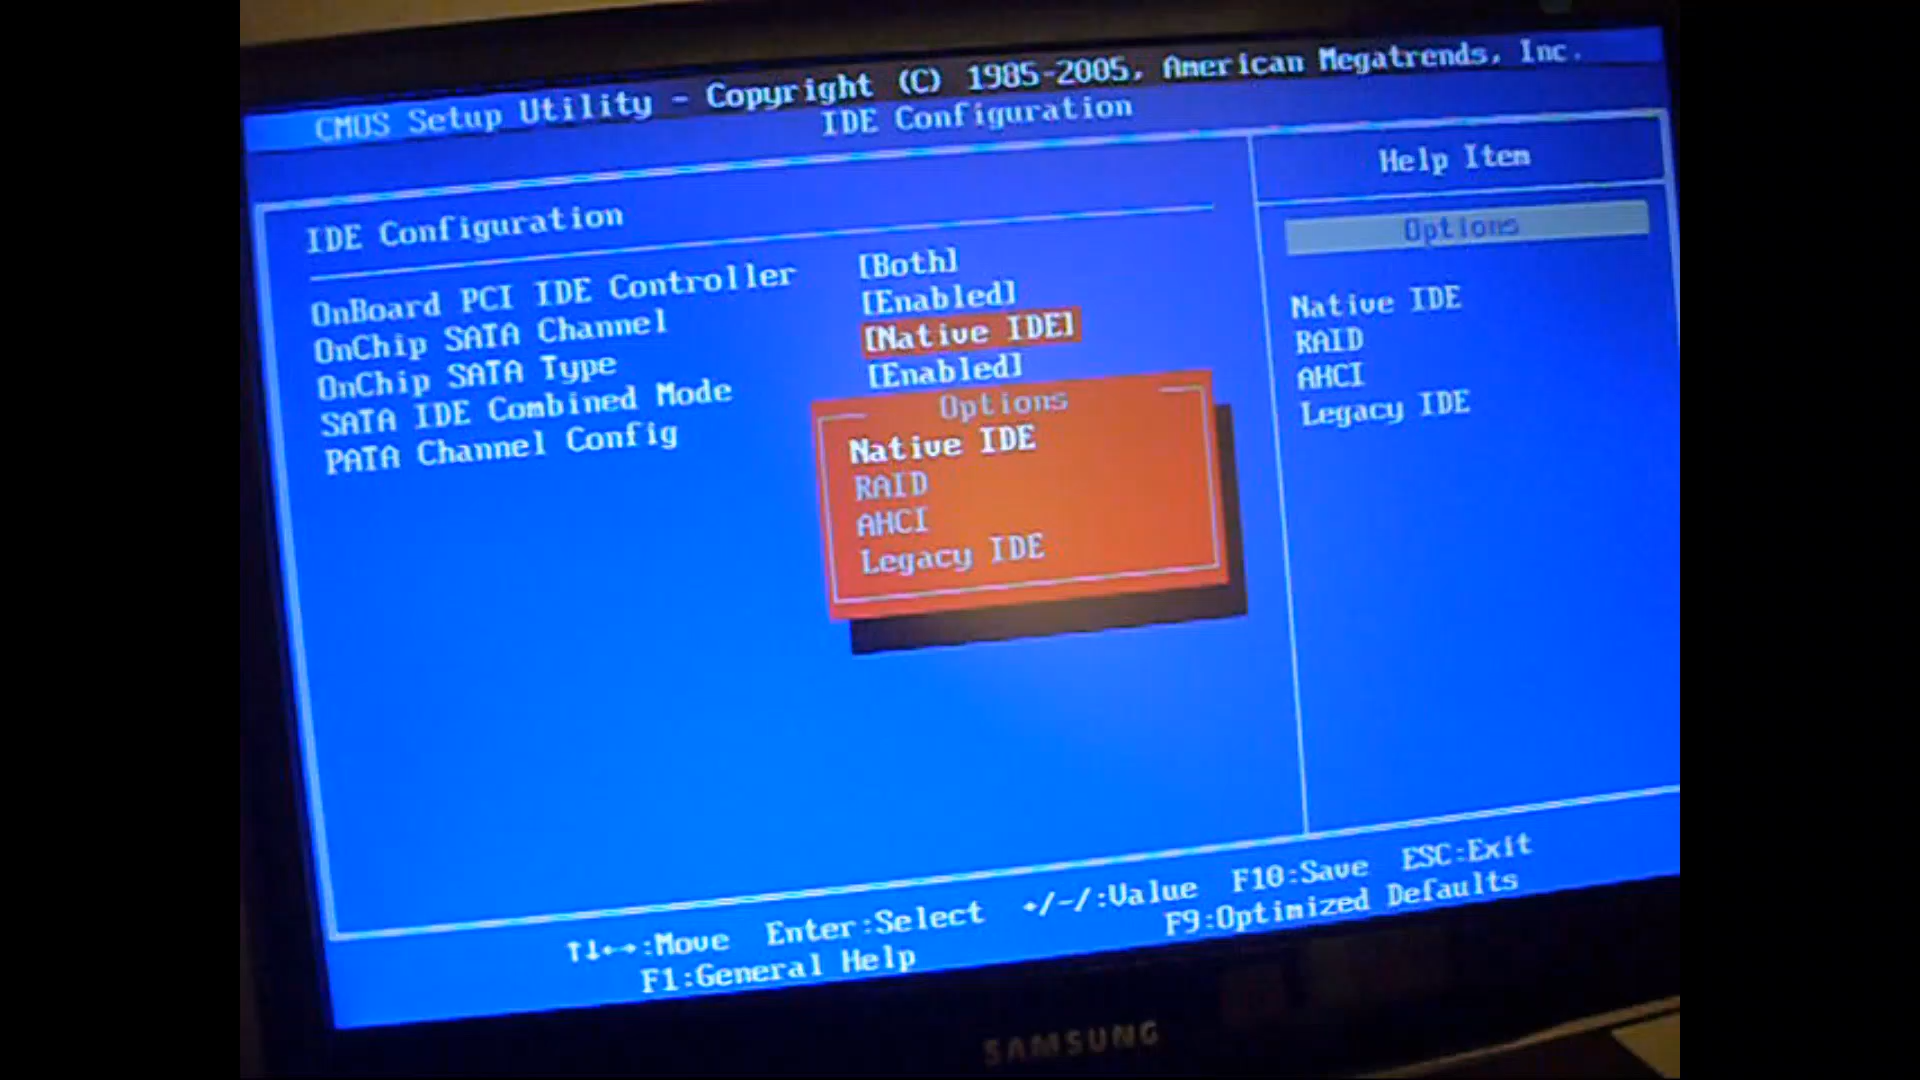 CMOS Setup Utility - Copyright (C) 1985-2005, American Megatrends, Inc.
IDE Configuration
IDE Configuration
OnBoard PCI IDE Controller [Both]
OnChip SATA Channel [Enabled]
OnChip SATA Type [Native IDE]
SATA IDE Combined Mode [Enabled]
PATA Channel Config
Options
Native IDE
RAID
AHCI
Legacy IDE
Help Item
Options
Native IDE
RAID
AHCI
Legacy IDE
↑↓←→:Move Enter:Select +/-/:Value F10:Save ESC:Exit
F1:General Help F9:Optimized Defaults
SAMSUNG